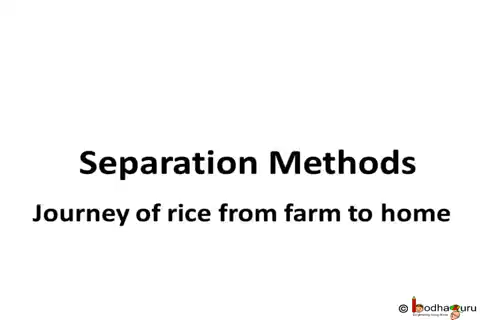 Separation Methods
Journey of rice from farm to home
© bodhaguru